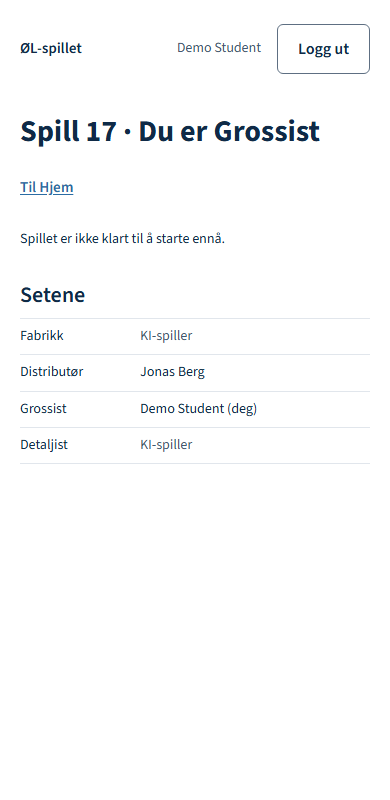 ØL-spillet
Demo Student
Logg ut
Spill 17 · Du er Grossist
Til Hjem
Spillet er ikke klart til å starte ennå.
Setene
Fabrikk KI-spiller
Distributør Jonas Berg
Grossist Demo Student (deg)
Detaljist KI-spiller